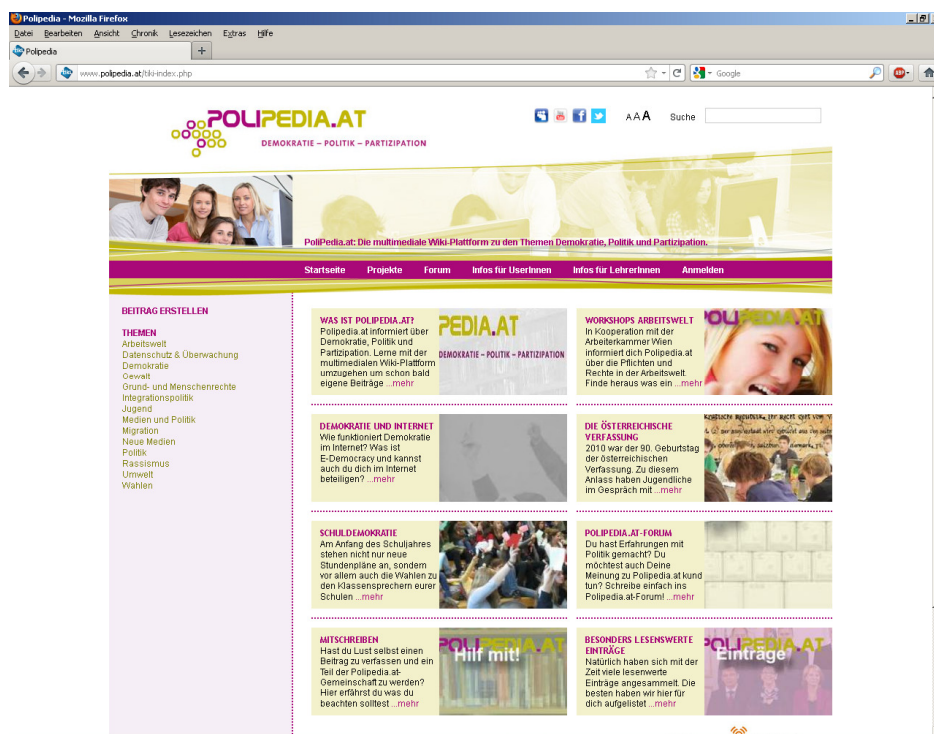 Polipedia - Mozilla Firefox
Datei Bearbeiten Ansicht Chronik Lesezeichen Extras Hilfe
Polipedia
www.polipedia.at/tiki-index.php
Google
POLIPEDIA.AT
DEMOKRATIE – POLITIK – PARTIZIPATION
A A A Suche
PoliPedia.at: Die multimediale Wiki-Plattform zu den Themen Demokratie, Politik und Partizipation.
Startseite Projekte Forum Infos für UserInnen Infos für LehrerInnen Anmelden
BEITRAG ERSTELLEN
THEMEN
Arbeitswelt
Datenschutz & Überwachung
Demokratie
Gewalt
Grund- und Menschenrechte
Integrationspolitik
Jugend
Medien und Politik
Migration
Neue Medien
Politik
Rassismus
Umwelt
Wahlen
WAS IST POLIPEDIA.AT?
Polipedia.at informiert über
Demokratie, Politik und
Partizipation. Lerne mit der
multimedialen Wiki-Plattform
umzugehen um schon bald
eigene Beiträge ...mehr
PEDIA.AT
DEMOKRATIE – POLITIK – PARTIZIPATION
WORKSHOPS ARBEITSWELT
In Kooperation mit der
Arbeiterkammer Wien
informiert dich Polipedia.at
über die Pflichten und
Rechte in der Arbeitswelt.
Finde heraus was ein ...mehr
DEMOKRATIE UND INTERNET
Wie funktioniert Demokratie
im Internet? Was ist
E-Democracy und kannst
auch du dich im Internet
beteiligen? ...mehr
DIE ÖSTERREICHISCHE
VERFASSUNG
2010 war der 90. Geburtstag
der österreichischen
Verfassung. Zu diesem
Anlass haben Jugendliche
im Gespräch mit ...mehr
SCHULDEMOKRATIE
Am Anfang des Schuljahres
stehen nicht nur neue
Stundenpläne an, sondern
vor allem auch die Wahlen zu
den Klassensprechern eurer
Schulen ...mehr
POLIPEDIA.AT-FORUM
Du hast Erfahrungen mit
Politik gemacht? Du
möchtest auch Deine
Meinung zu Polipedia.at kund
tun? Schreibe einfach ins
Polipedia.at-Forum! ...mehr
MITSCHREIBEN
Hast du Lust selbst einen
Beitrag zu verfassen und ein
Teil der Polipedia.at-
Gemeinschaft zu werden?
Hier erfährst du was du
beachten solltest ...mehr
POLIPEDIA.AT
Hilf mit!
BESONDERS LESENSWERTE
EINTRÄGE
Natürlich haben sich mit der
Zeit viele lesenwerte
Einträge angesammelt. Die
besten haben wir hier für
dich aufgelistet ...mehr
POLIPEDIA.AT
Einträge